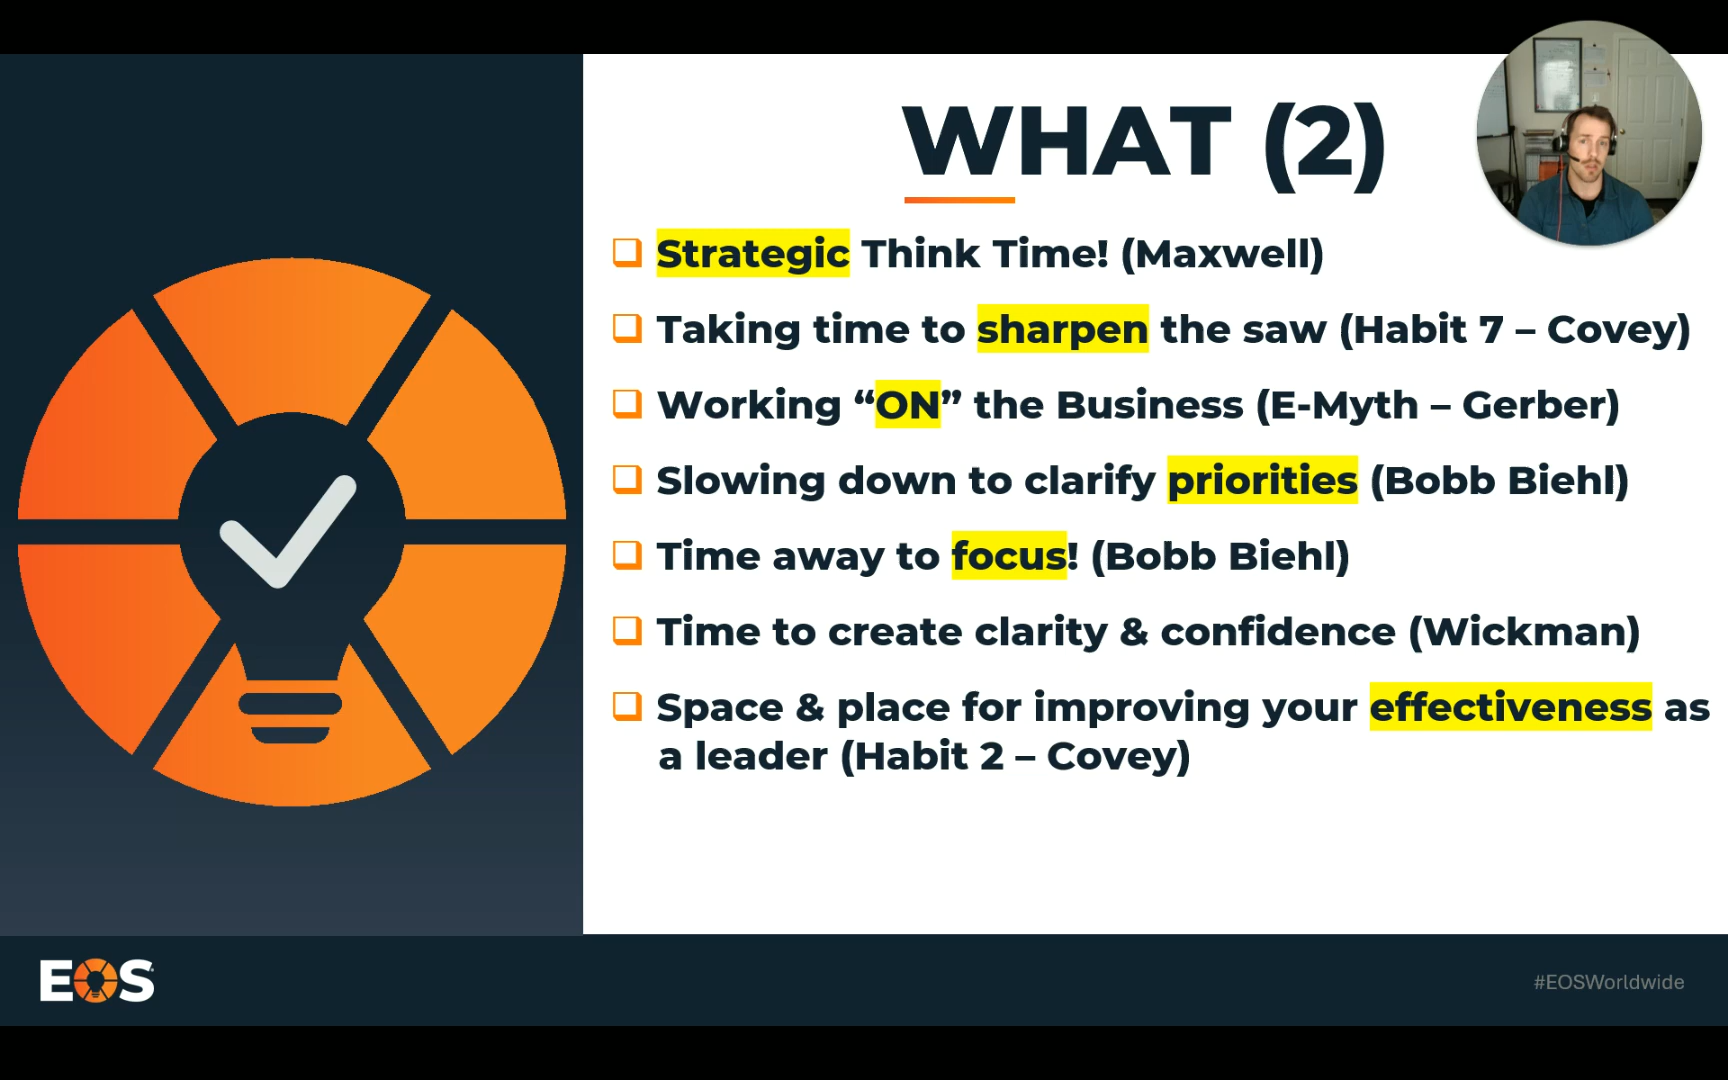 WHAT (2)
❑ Strategic Think Time! (Maxwell)
❑ Taking time to sharpen the saw (Habit 7 – Covey)
❑ Working “ON” the Business (E-Myth – Gerber)
❑ Slowing down to clarify priorities (Bobb Biehl)
❑ Time away to focus! (Bobb Biehl)
❑ Time to create clarity & confidence (Wickman)
❑ Space & place for improving your effectiveness as
a leader (Habit 2 – Covey)
EOS
#EOSWorldwide